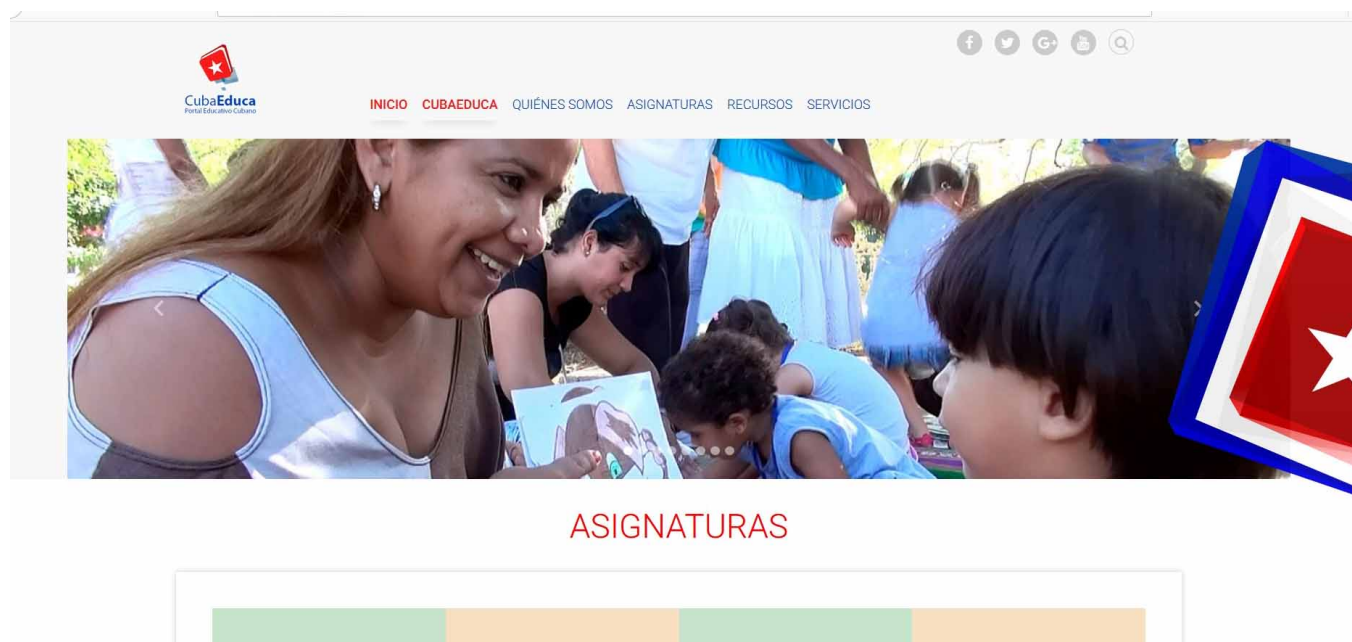 CubaEduca
Portal Educativo Cubano
INICIO CUBAEDUCA QUIÉNES SOMOS ASIGNATURAS RECURSOS SERVICIOS
ASIGNATURAS